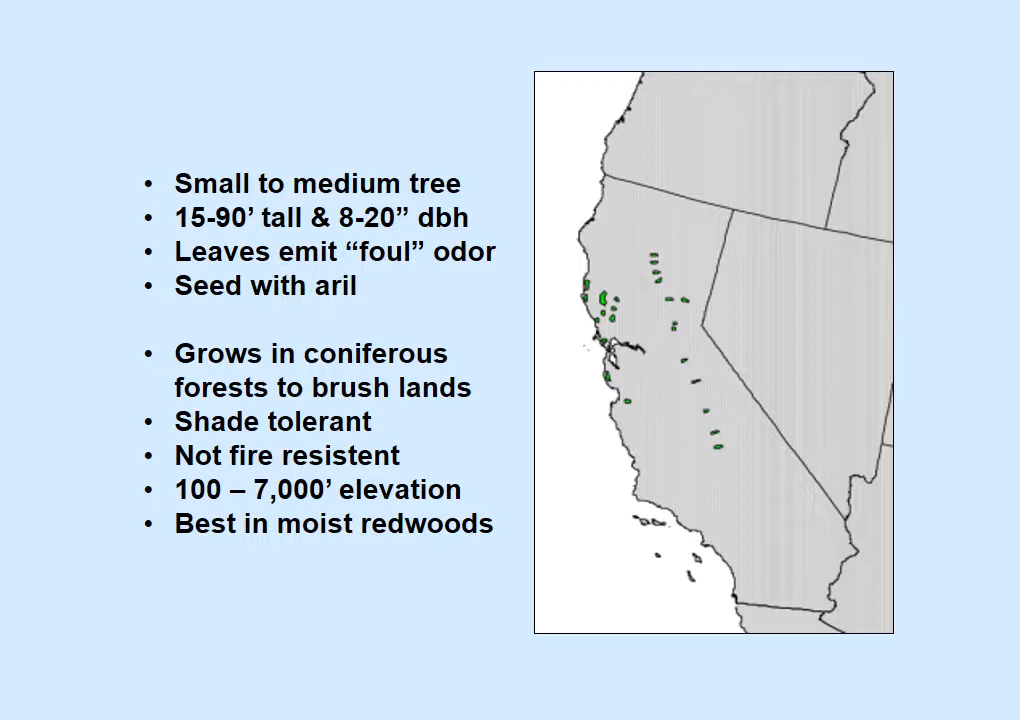 • Small to medium tree
• 15-90’ tall & 8-20” dbh
• Leaves emit “foul” odor
• Seed with aril
• Grows in coniferous
forests to brush lands
• Shade tolerant
• Not fire resistent
• 100 – 7,000’ elevation
• Best in moist redwoods